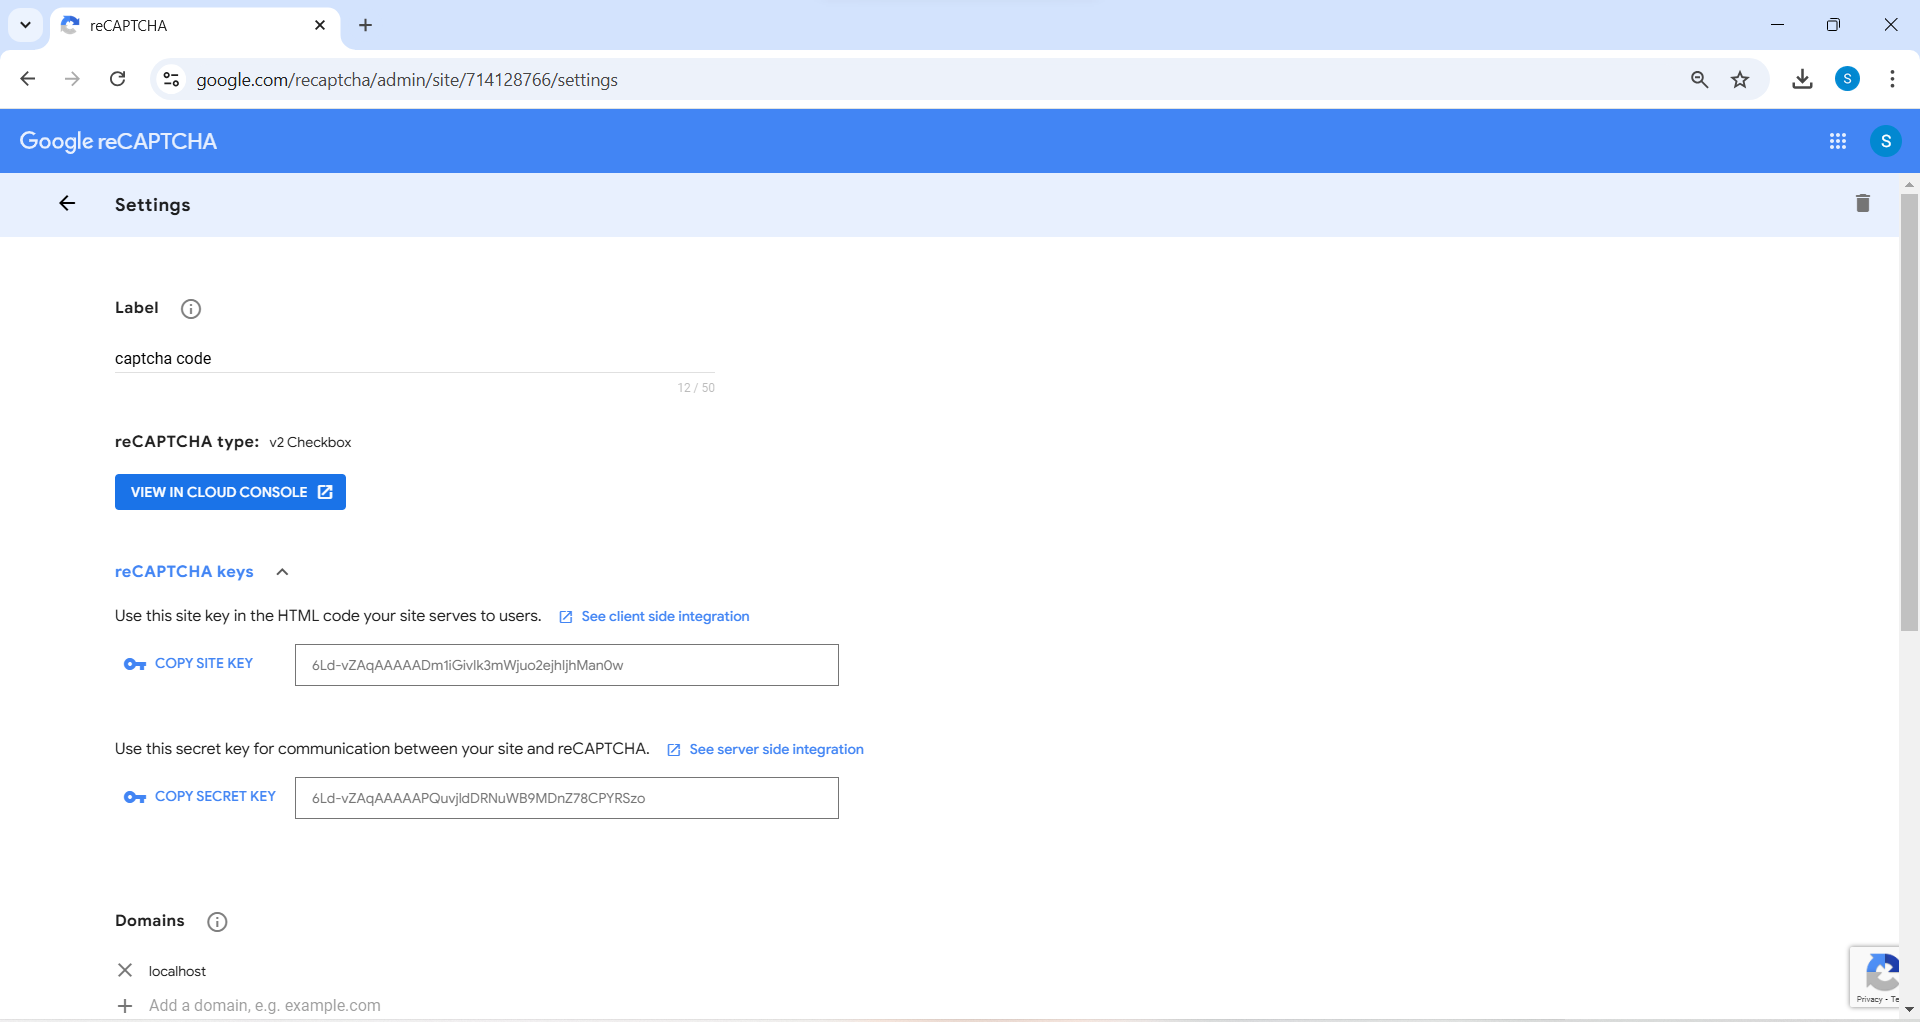 reCAPTCHA
google.com/recaptcha/admin/site/714128766/settings
S
Google reCAPTCHA
S
Settings
Label
captcha code
12 / 50
reCAPTCHA type: v2 Checkbox
VIEW IN CLOUD CONSOLE
reCAPTCHA keys
Use this site key in the HTML code your site serves to users. See client side integration
COPY SITE KEY 6Ld-vZAqAAAAADm1iGivlk3mWjuo2ejhIjhMan0w
Use this secret key for communication between your site and reCAPTCHA. See server side integration
COPY SECRET KEY 6Ld-vZAqAAAAAPQuvjldDRNuWB9MDnZ78CPYRSzo
Domains
localhost
Add a domain, e.g. example.com
Privacy - Te